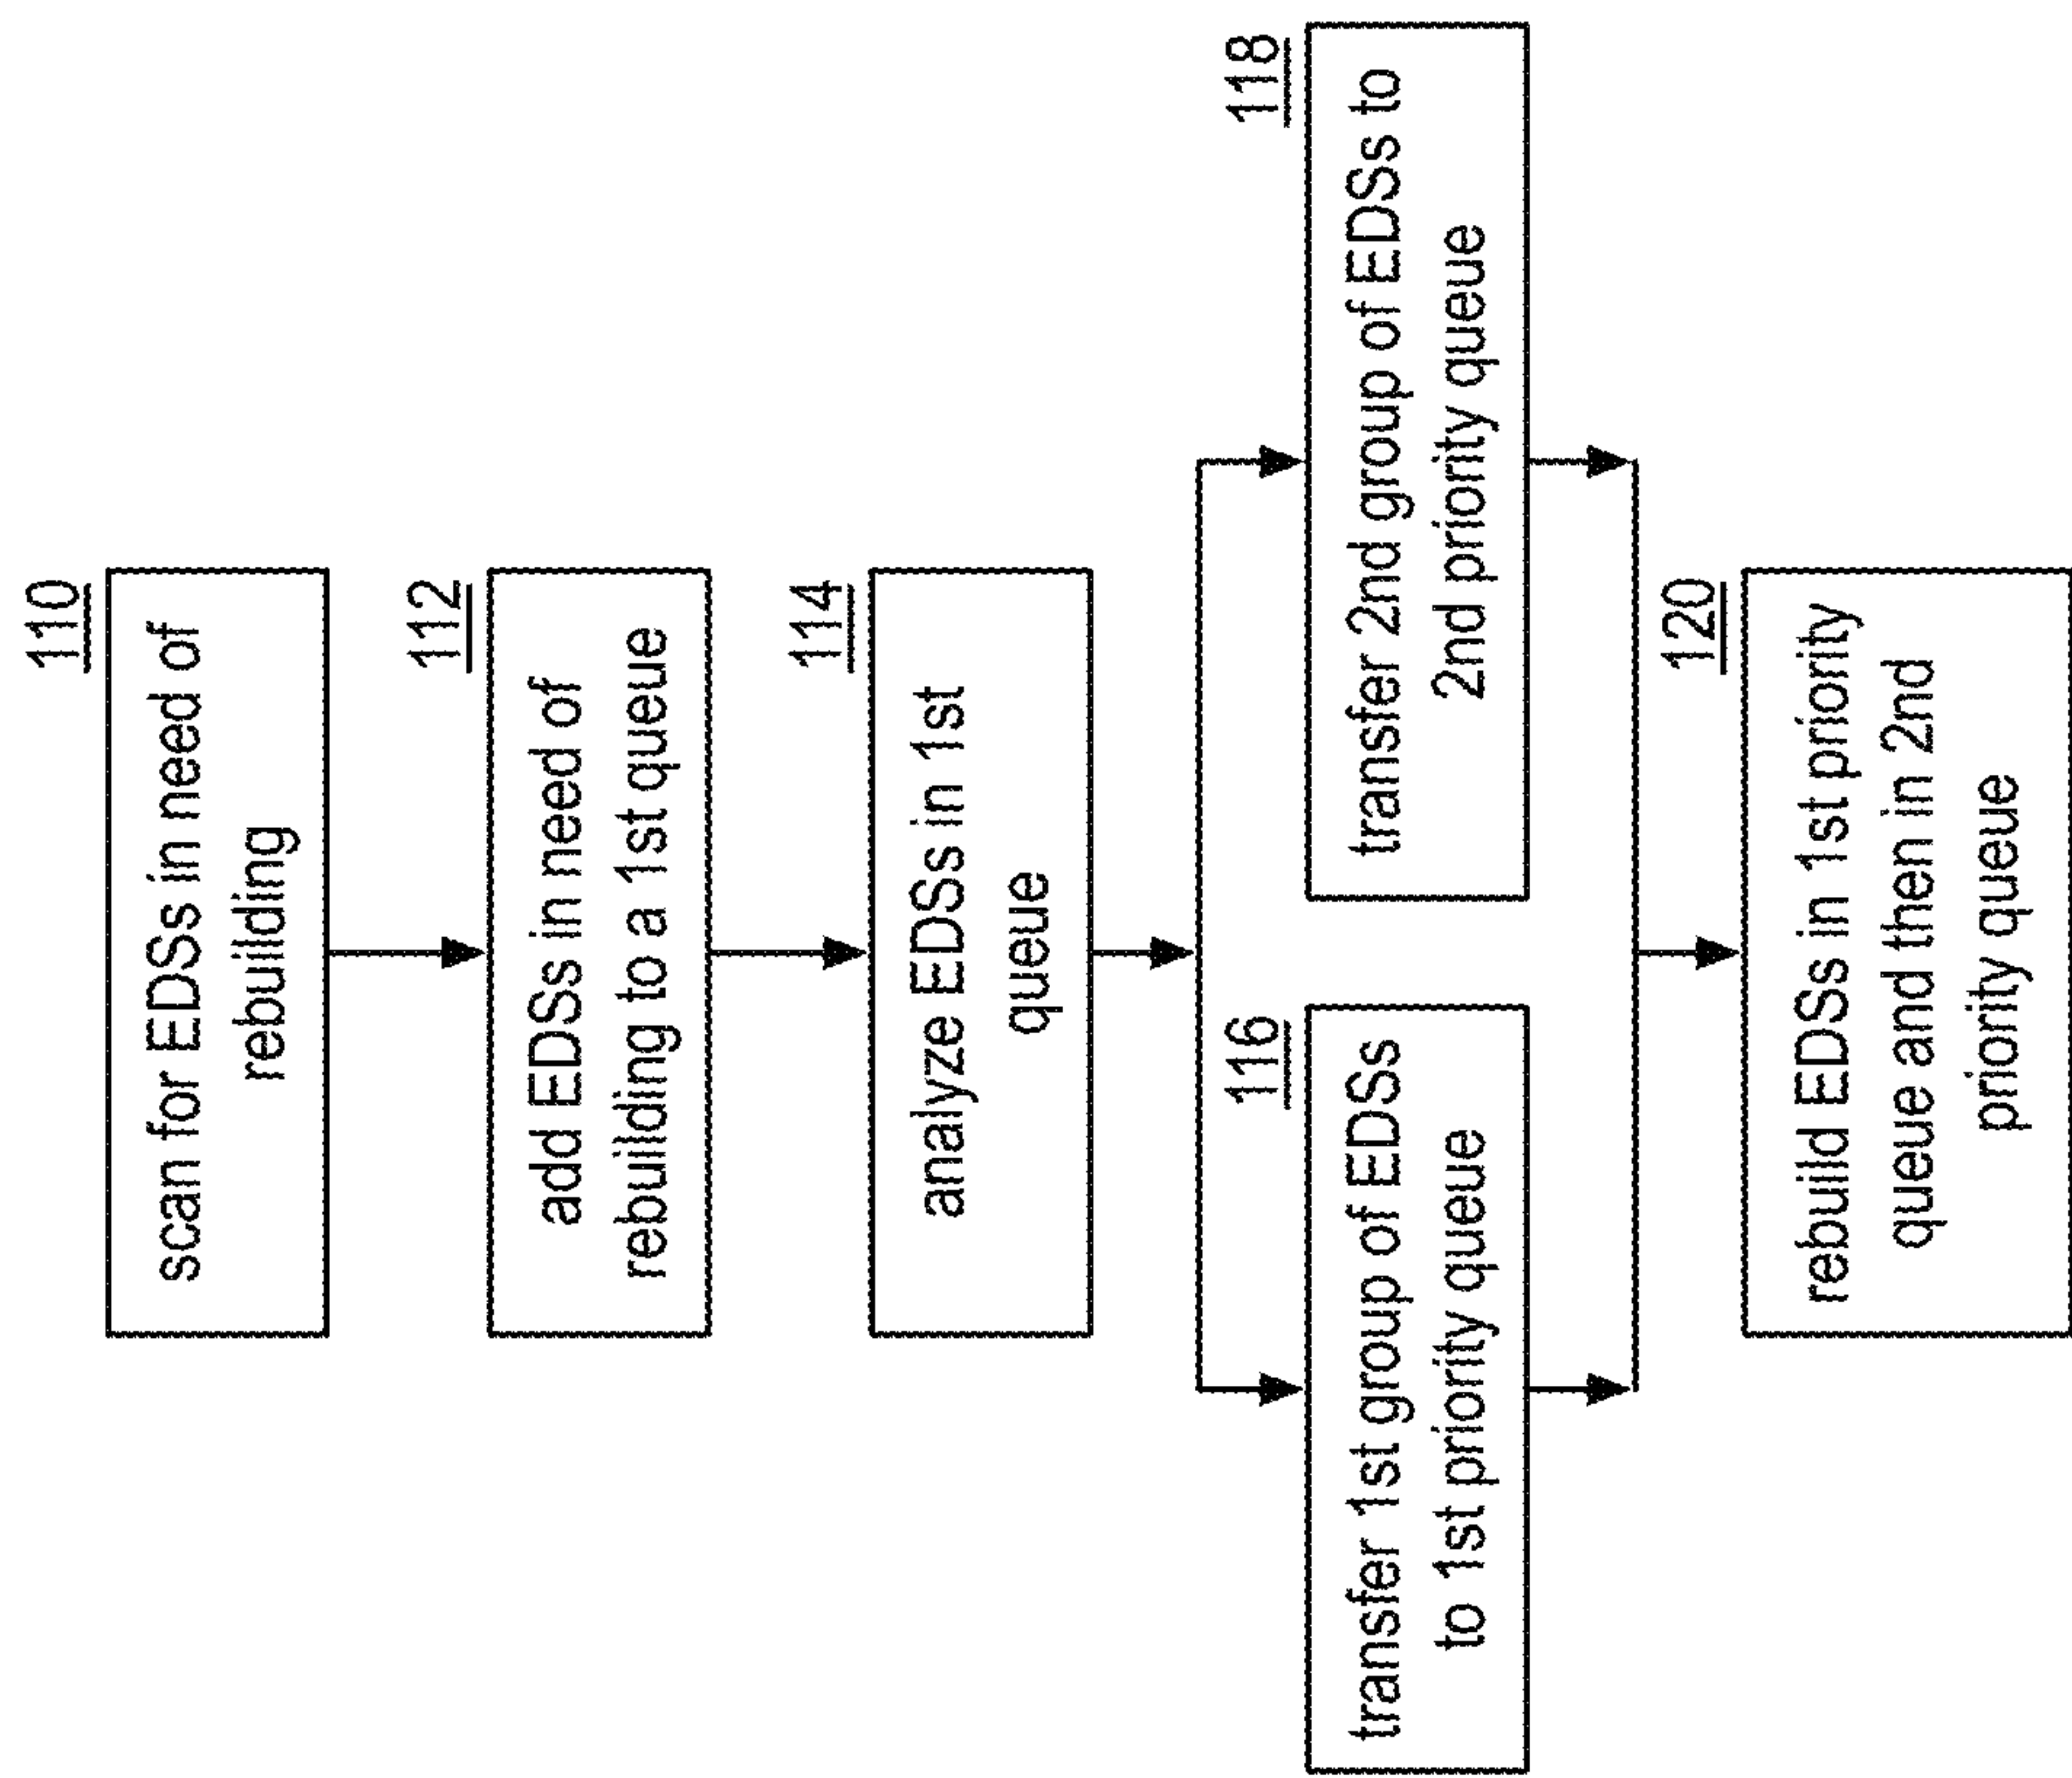 110
scan for EDSs in need of
rebuilding
112
add EDSs in need of
rebuilding to a 1st queue
114
analyze EDSs in 1st
queue
116
transfer 1st group of EDSs
to 1st priority queue
118
transfer 2nd group of EDSs to
2nd priority queue
120
rebuild EDSs in 1st priority
queue and then in 2nd
priority queue